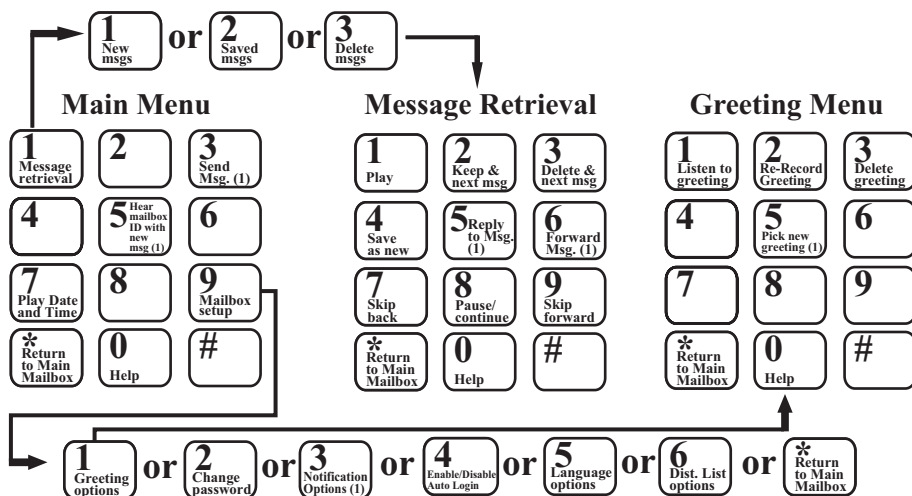 1 New msgs or 2 Saved msgs or 3 Delete msgs
Main Menu
1 Message retrieval
2
3 Send Msg. (1)
4
5 Hear mailbox ID with new msg (1)
6
7 Play Date and Time
8
9 Mailbox setup
* Return to Main Mailbox
0 Help
#
Message Retrieval
1 Play
2 Keep & next msg
3 Delete & next msg
4 Save as new
5 Reply to Msg. (1)
6 Forward Msg. (1)
7 Skip back
8 Pause/ continue
9 Skip forward
* Return to Main Mailbox
0 Help
#
Greeting Menu
1 Listen to greeting
2 Re-Record Greeting
3 Delete greeting
4
5 Pick new greeting (1)
6
7
8
9
* Return to Main Mailbox
0 Help
#
1 Greeting options or 2 Change password or 3 Notification Options (1) or 4 Enable/Disable Auto Login or 5 Language options or 6 Dist. List options or * Return to Main Mailbox